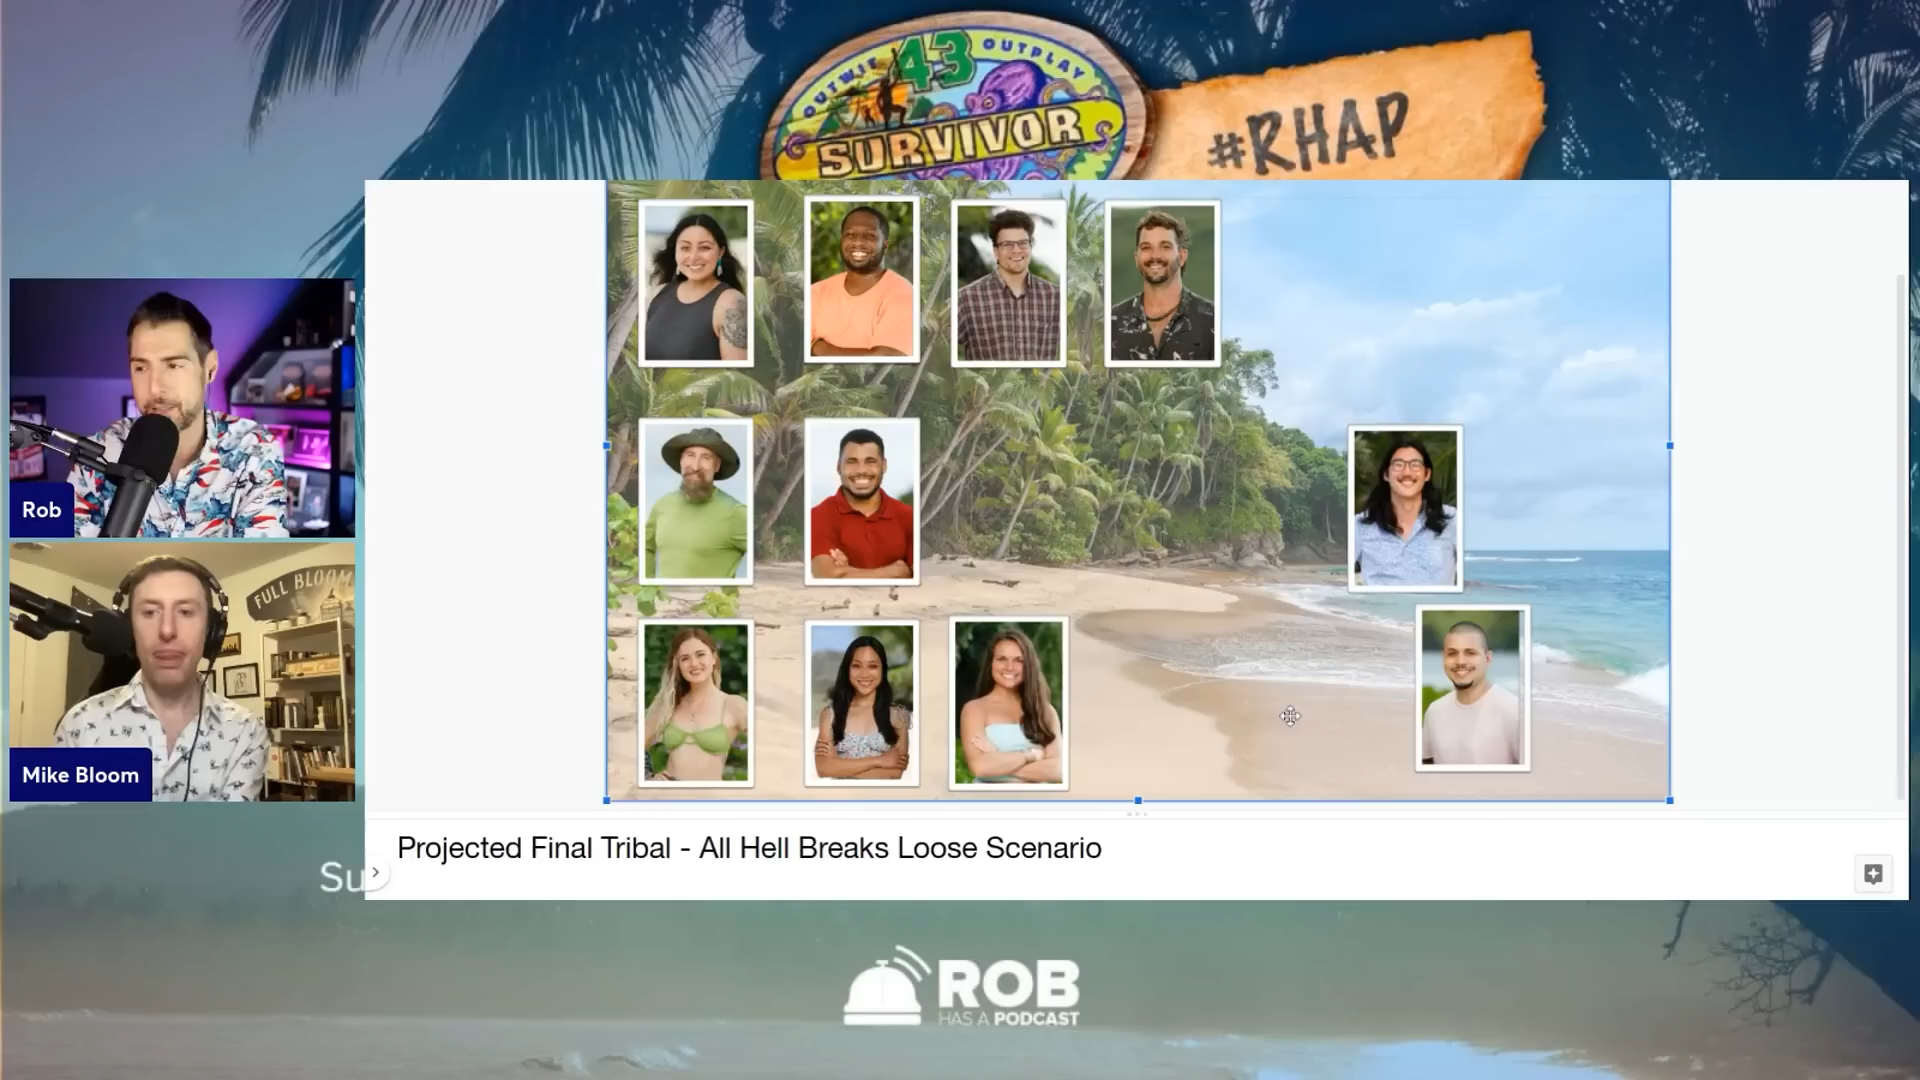 OUTWIT 43 OUTPLAY
SURVIVOR
#RHAP
Rob
FULL BLOOM
Mike Bloom
Projected Final Tribal - All Hell Breaks Loose Scenario
Su
ROB
HAS A PODCAST